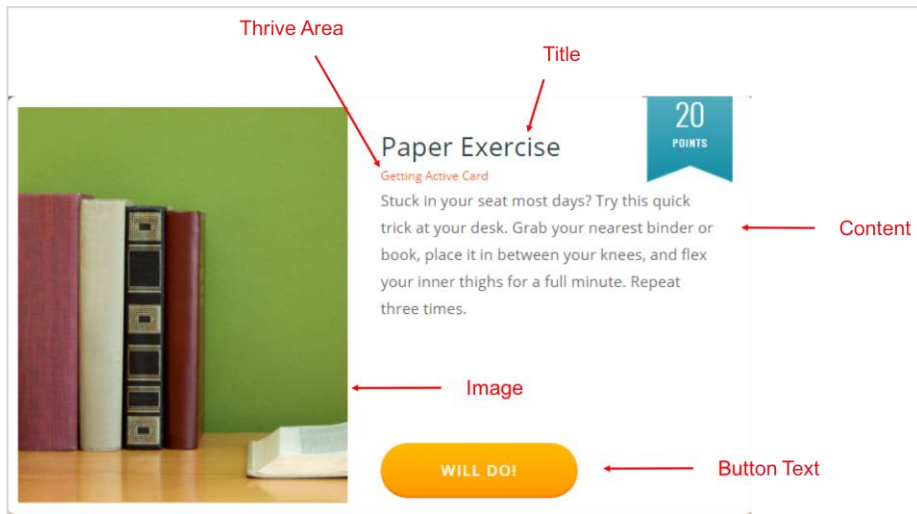 Thrive Area
Title
20
POINTS
Paper Exercise
Getting Active Card
Stuck in your seat most days? Try this quick
trick at your desk. Grab your nearest binder or
book, place it in between your knees, and flex
your inner thighs for a full minute. Repeat
three times.
Content
Image
WILL DO!
Button Text